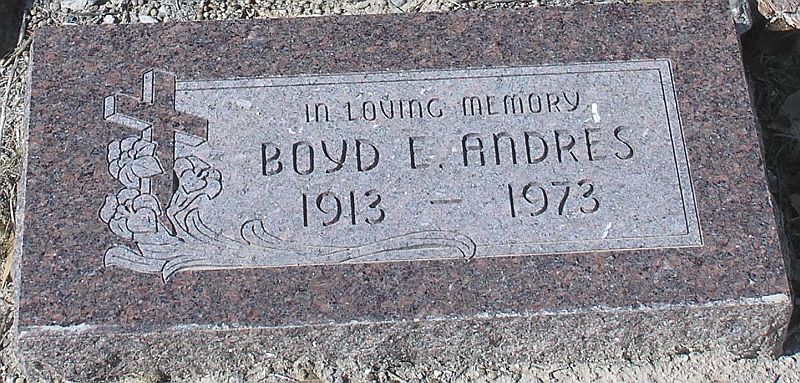 IN LOVING MEMORY
BOYD E. ANDRES
1913 - 1973